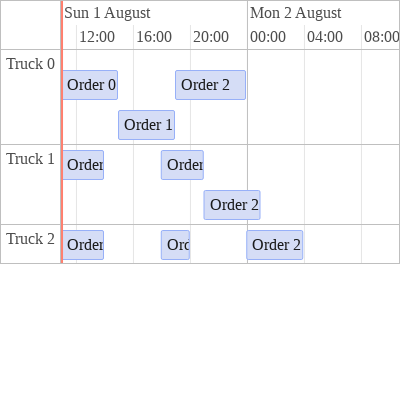 Sun 1 August Mon 2 August
12:00 16:00 20:00 00:00 04:00 08:00
Truck 0
Order 0 Order 2
Order 1
Truck 1
Order Order
Order 2
Truck 2
Order Ord Order 2